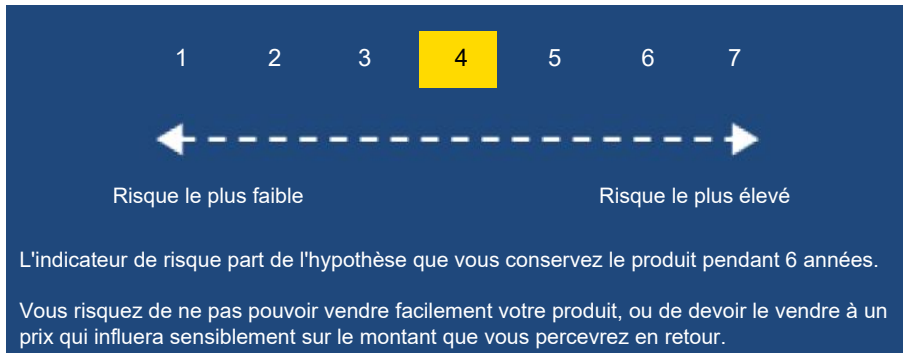 1 2 3 4 5 6 7
Risque le plus faible Risque le plus élevé
L'indicateur de risque part de l'hypothèse que vous conservez le produit pendant 6 années.
Vous risquez de ne pas pouvoir vendre facilement votre produit, ou de devoir le vendre à un
prix qui influera sensiblement sur le montant que vous percevrez en retour.